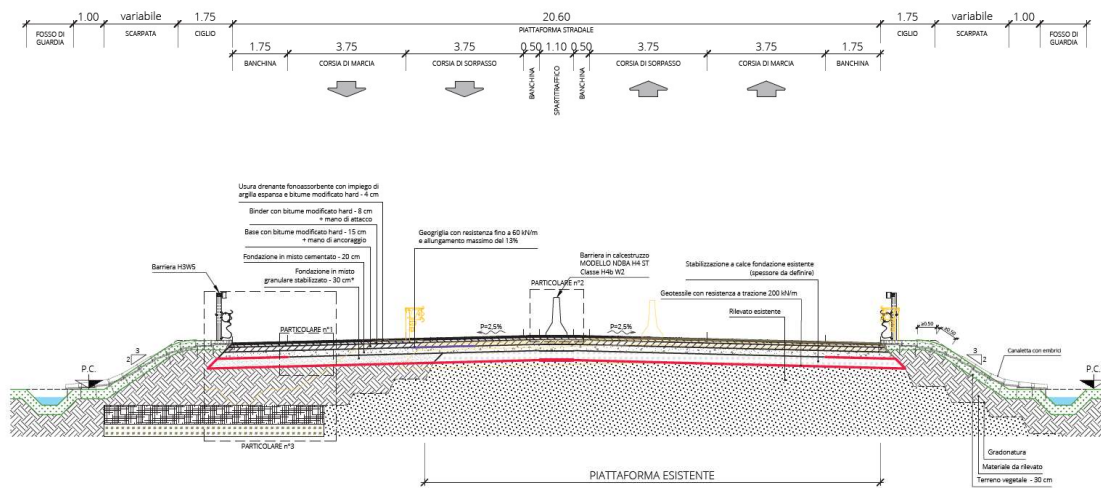 1.00 variabile 1.75 20.60 1.75 variabile 1.00
FOSSO DI
GUARDIA
SCARPATA
CIGLIO
PIATTAFORMA STRADALE
CIGLIO
SCARPATA
FOSSO DI
GUARDIA
1.75 3.75 3.75 0.50 1.10 0.50 3.75 3.75 1.75
BANCHINA
CORSIA DI MARCIA
CORSIA DI SORPASSO
BANCHINA
SPARTITRAFFICO
BANCHINA
CORSIA DI SORPASSO
CORSIA DI MARCIA
BANCHINA
Usura drenante fonoassorbente con impiego di
argilla espansa e bitume modificato hard - 4 cm
Binder con bitume modificato hard - 8 cm
+ mano di attacco
Base con bitume modificato hard - 15 cm
+ mano di ancoraggio
Fondazione in misto cementato - 20 cm
Fondazione in misto
granulare stabilizzato - 30 cm*
Geogriglia con resistenza fino a 60 kN/m
e allungamento massimo del 13%
Barriera in calcestruzzo
MODELLO NDBA H4 ST
Classe H4b W2
PARTICOLARE n°2
Stabilizzazione a calce fondazione esistente
(spessore da definire)
Geotessile con resistenza a trazione 200 kN/m
Rilevato esistente
Barriera H3W5
PARTICOLARE n°1
P=2,5%
P=2,5%
3
2
P.C.
3
2
Canaletta con embrici
P.C.
PARTICOLARE n°3
PIATTAFORMA ESISTENTE
Gradonatura
Materiale da rilevato
Terreno vegetale - 30 cm